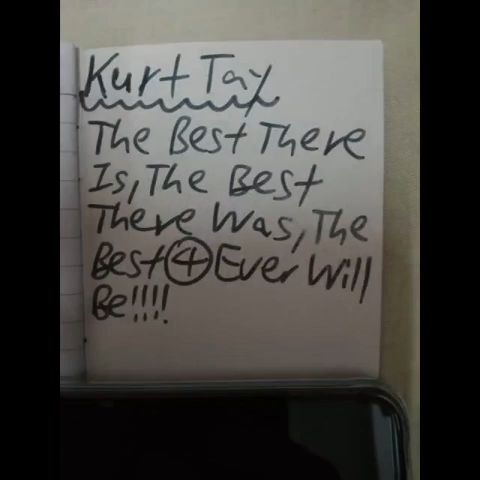 Kurt Tay
The Best There
Is, The Best
There Was, The
Best ④ Ever Will
Be!!!!